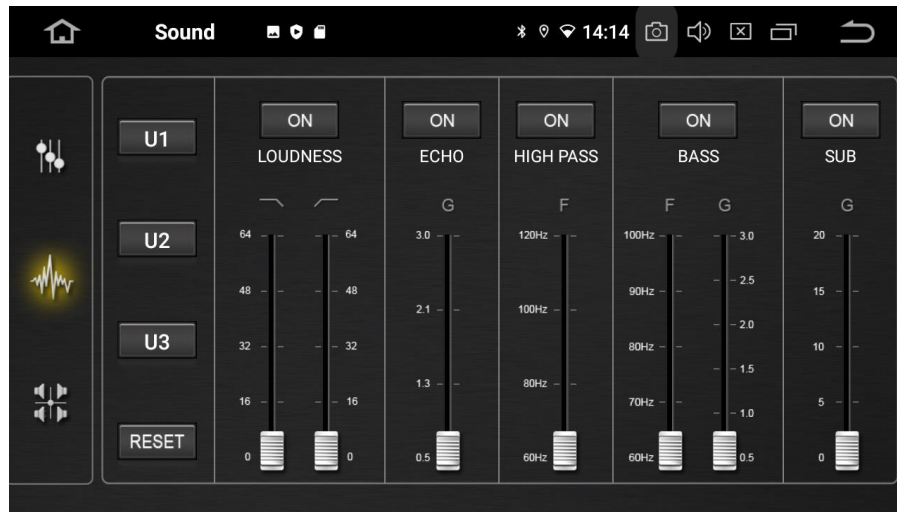 Sound 14:14
U1
U2
U3
RESET
ON
LOUDNESS
64 64
48 48
32 32
16 16
0 0
ON
ECHO
G
3.0
2.1
1.3
0.5
ON
HIGH PASS
F
120Hz
100Hz
80Hz
60Hz
ON
BASS
F G
100Hz 3.0
2.5
90Hz
2.0
80Hz
1.5
70Hz
1.0
60Hz 0.5
ON
SUB
G
20
15
10
5
0